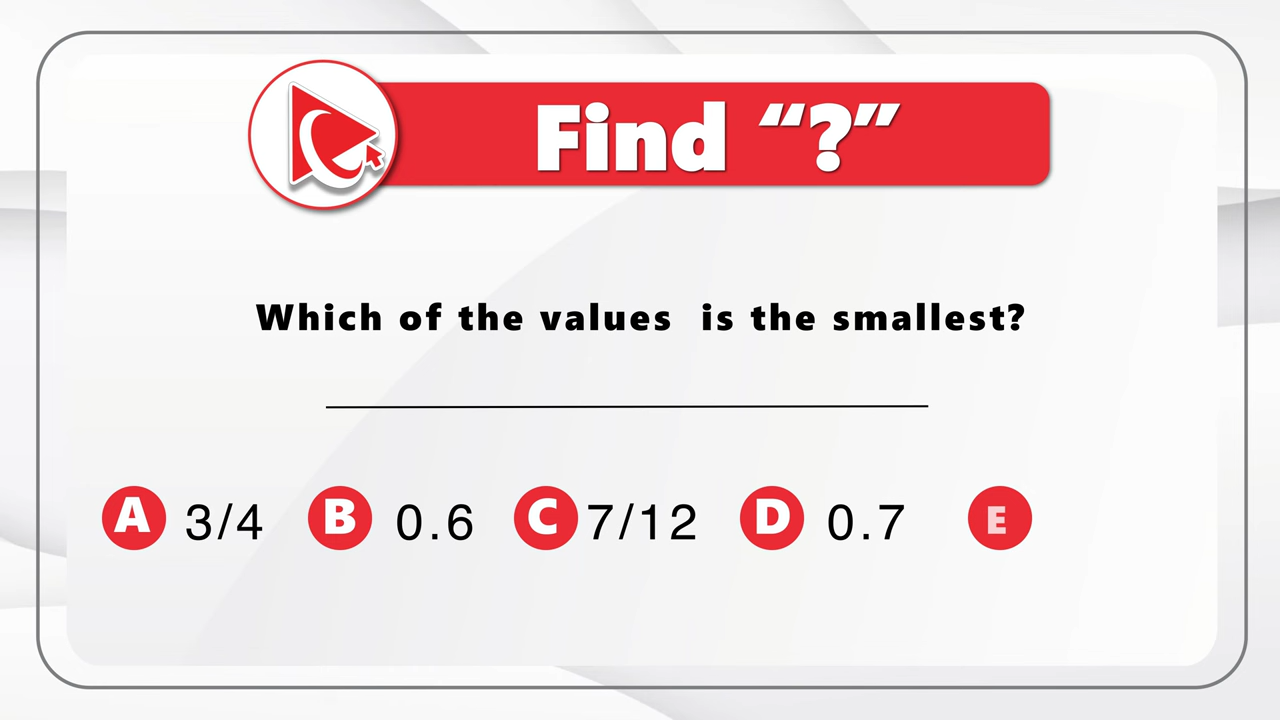 Find “?”
Which of the values is the smallest?
A 3/4 B 0.6 C 7/12 D 0.7 E